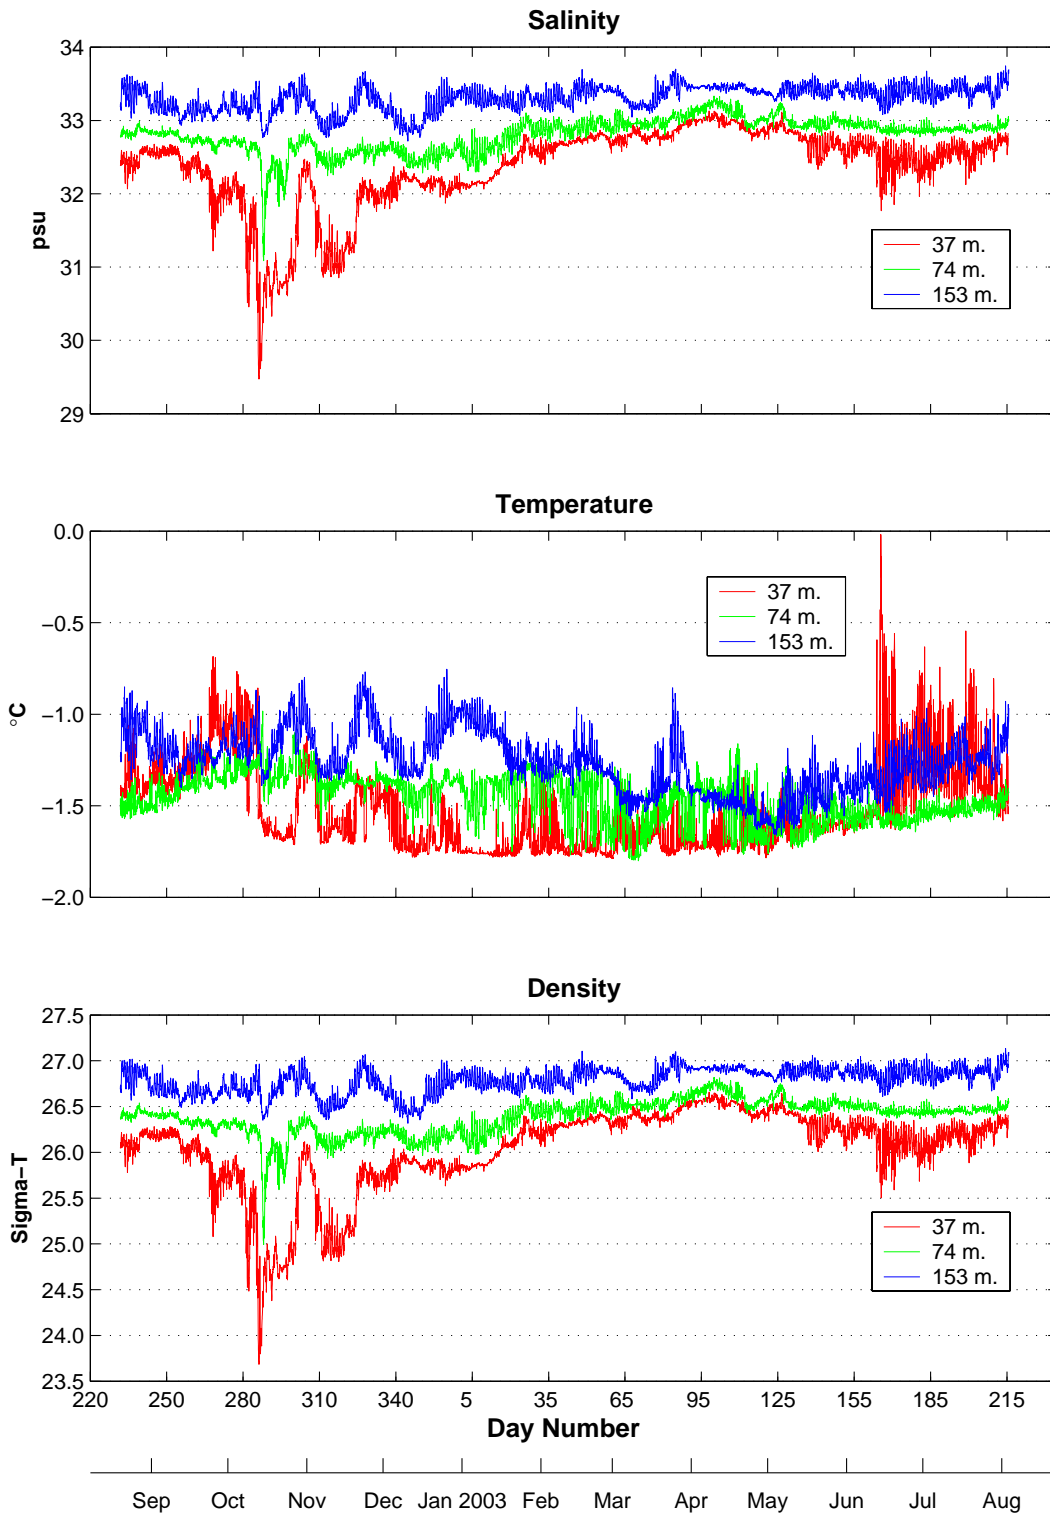 Salinity
34
33
32
31
30
29
psu
37 m.
74 m.
153 m.
Temperature
0.0
−0.5
−1.0
−1.5
−2.0
°C
37 m.
74 m.
153 m.
Density
27.5
27.0
26.5
26.0
25.5
25.0
24.5
24.0
23.5
Sigma−T
37 m.
74 m.
153 m.
220 250 280 310 340 5 35 65 95 125 155 185 215
Day Number
Sep Oct Nov Dec Jan 2003 Feb Mar Apr May Jun Jul Aug